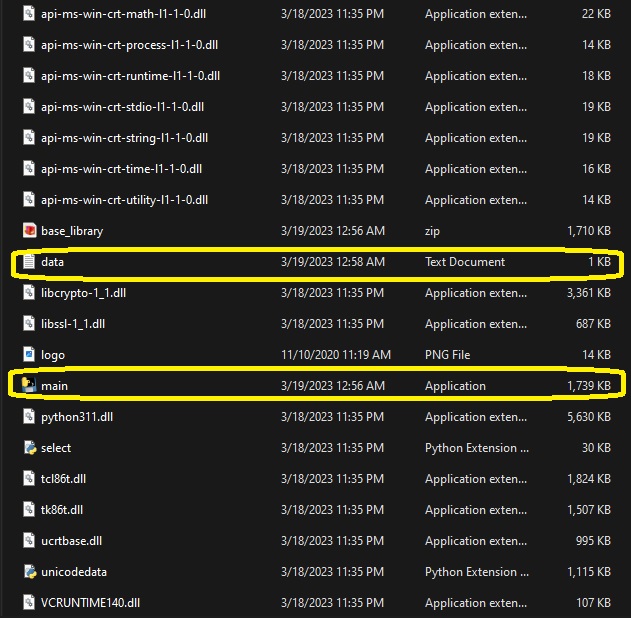 api-ms-win-crt-math-l1-1-0.dll 3/18/2023 11:35 PM Application exten... 22 KB
api-ms-win-crt-process-l1-1-0.dll 3/18/2023 11:35 PM Application exten... 14 KB
api-ms-win-crt-runtime-l1-1-0.dll 3/18/2023 11:35 PM Application exten... 18 KB
api-ms-win-crt-stdio-l1-1-0.dll 3/18/2023 11:35 PM Application exten... 19 KB
api-ms-win-crt-string-l1-1-0.dll 3/18/2023 11:35 PM Application exten... 19 KB
api-ms-win-crt-time-l1-1-0.dll 3/18/2023 11:35 PM Application exten... 16 KB
api-ms-win-crt-utility-l1-1-0.dll 3/18/2023 11:35 PM Application exten... 14 KB
base_library 3/19/2023 12:56 AM zip 1,710 KB
data 3/19/2023 12:58 AM Text Document 1 KB
libcrypto-1_1.dll 3/18/2023 11:35 PM Application exten... 3,361 KB
libssl-1_1.dll 3/18/2023 11:35 PM Application exten... 687 KB
logo 11/10/2020 11:19 AM PNG File 14 KB
main 3/19/2023 12:56 AM Application 1,739 KB
python311.dll 3/18/2023 11:35 PM Application exten... 5,630 KB
select 3/18/2023 11:35 PM Python Extension ... 30 KB
tcl86t.dll 3/18/2023 11:35 PM Application exten... 1,824 KB
tk86t.dll 3/18/2023 11:35 PM Application exten... 1,507 KB
ucrtbase.dll 3/18/2023 11:35 PM Application exten... 995 KB
unicodedata 3/18/2023 11:35 PM Python Extension ... 1,115 KB
VCRUNTIME140.dll 3/18/2023 11:35 PM Application exten... 107 KB